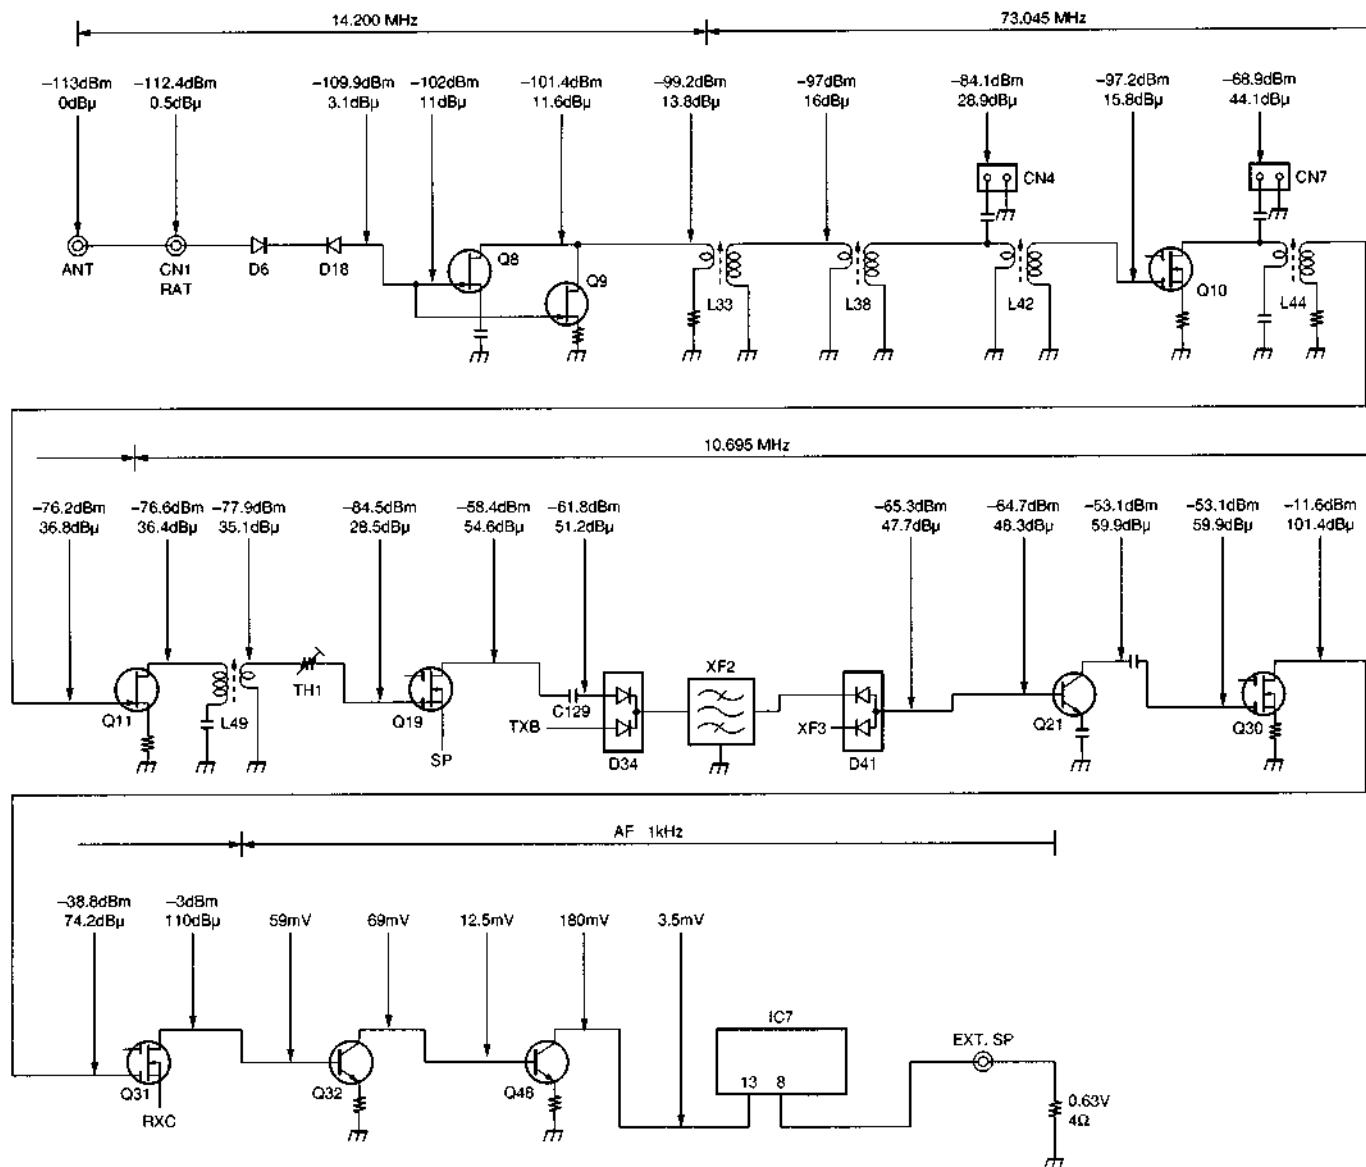 14.200 MHz 73.045 MHz
−113dBm −112.4dBm −109.9dBm −102dBm −101.4dBm −99.2dBm −97dBm −84.1dBm −97.2dBm −68.9dBm
0dBμ 0.5dBμ 3.1dBμ 11dBμ 11.6dBμ 13.8dBμ 16dBμ 28.9dBμ 15.8dBμ 44.1dBμ
CN4 CN7
Q8
ANT CN1 D6 D18
RAT
Q9
Q10
L33 L38 L42 L44
10.695 MHz
−76.2dBm −76.6dBm −77.9dBm −84.5dBm −58.4dBm −61.8dBm −65.3dBm −64.7dBm −53.1dBm −53.1dBm −11.6dBm
36.8dBμ 36.4dBμ 35.1dBμ 28.5dBμ 54.6dBμ 51.2dBμ 47.7dBμ 48.3dBμ 59.9dBμ 59.9dBμ 101.4dBμ
XF2
TH1
C129
Q11 L49 Q19 TXB XF3 Q21 Q30
SP D34 D41
AF 1kHz
−38.8dBm −3dBm
74.2dBμ 110dBμ 59mV 69mV 12.5mV 180mV 3.5mV
IC7
EXT. SP
13 8
Q31 Q32 Q46
RXC
0.63V
4Ω